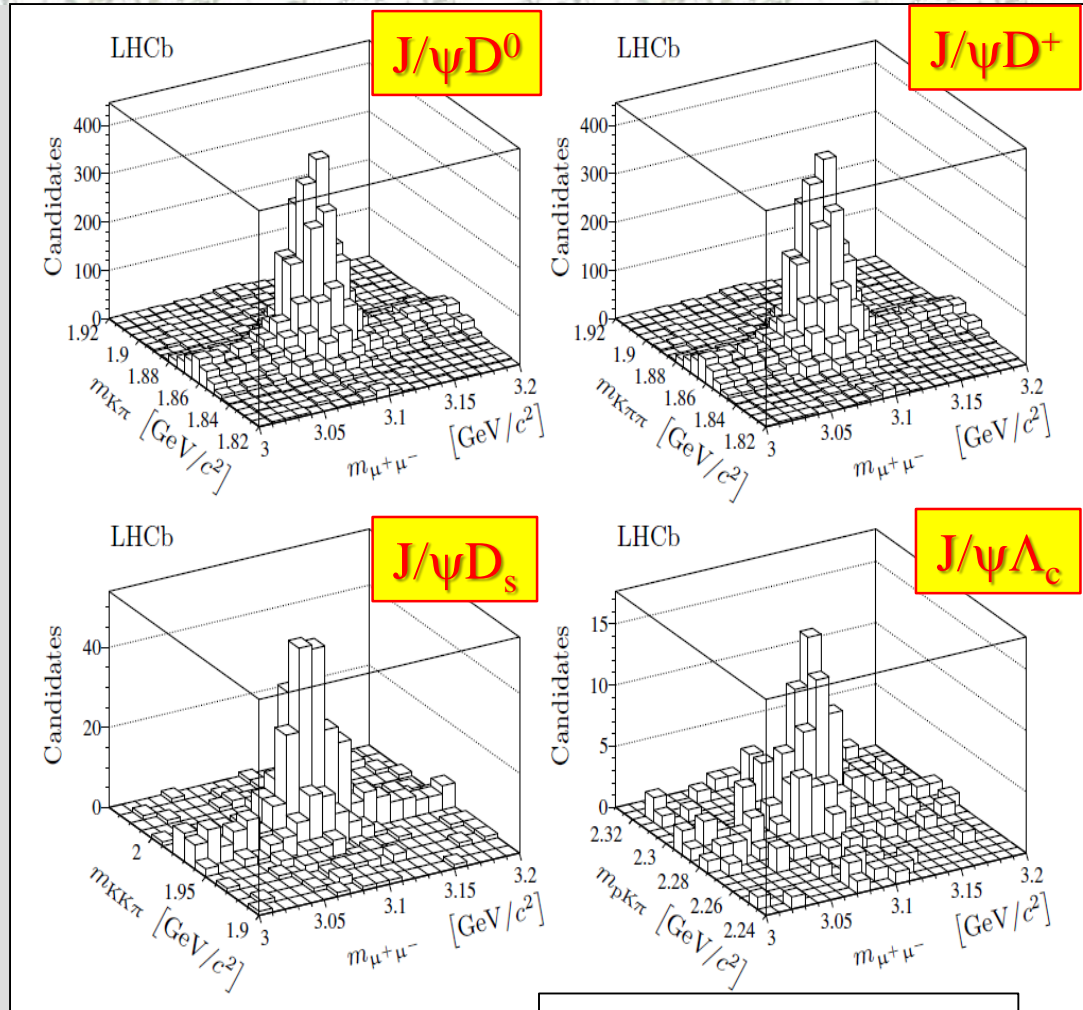 LHCb
J/ψD⁰
Candidates
400
300
200
100
0
1.92
1.9
1.88
1.86
1.84
1.82
m_Kπ [GeV/c²]
3
3.05
3.1
3.15
3.2
m_μ⁺μ⁻ [GeV/c²]
LHCb
J/ψD⁺
Candidates
400
300
200
100
0
1.92
1.9
1.88
1.86
1.84
1.82
m_Kππ [GeV/c²]
3
3.05
3.1
3.15
3.2
m_μ⁺μ⁻ [GeV/c²]
LHCb
J/ψD_s
Candidates
40
20
0
2
1.95
1.9
m_KKπ [GeV/c²]
3
3.05
3.1
3.15
3.2
m_μ⁺μ⁻ [GeV/c²]
LHCb
J/ψΛ_c
Candidates
15
10
5
0
2.32
2.3
2.28
2.26
2.24
m_pKπ [GeV/c²]
3
3.05
3.1
3.15
3.2
m_μ⁺μ⁻ [GeV/c²]